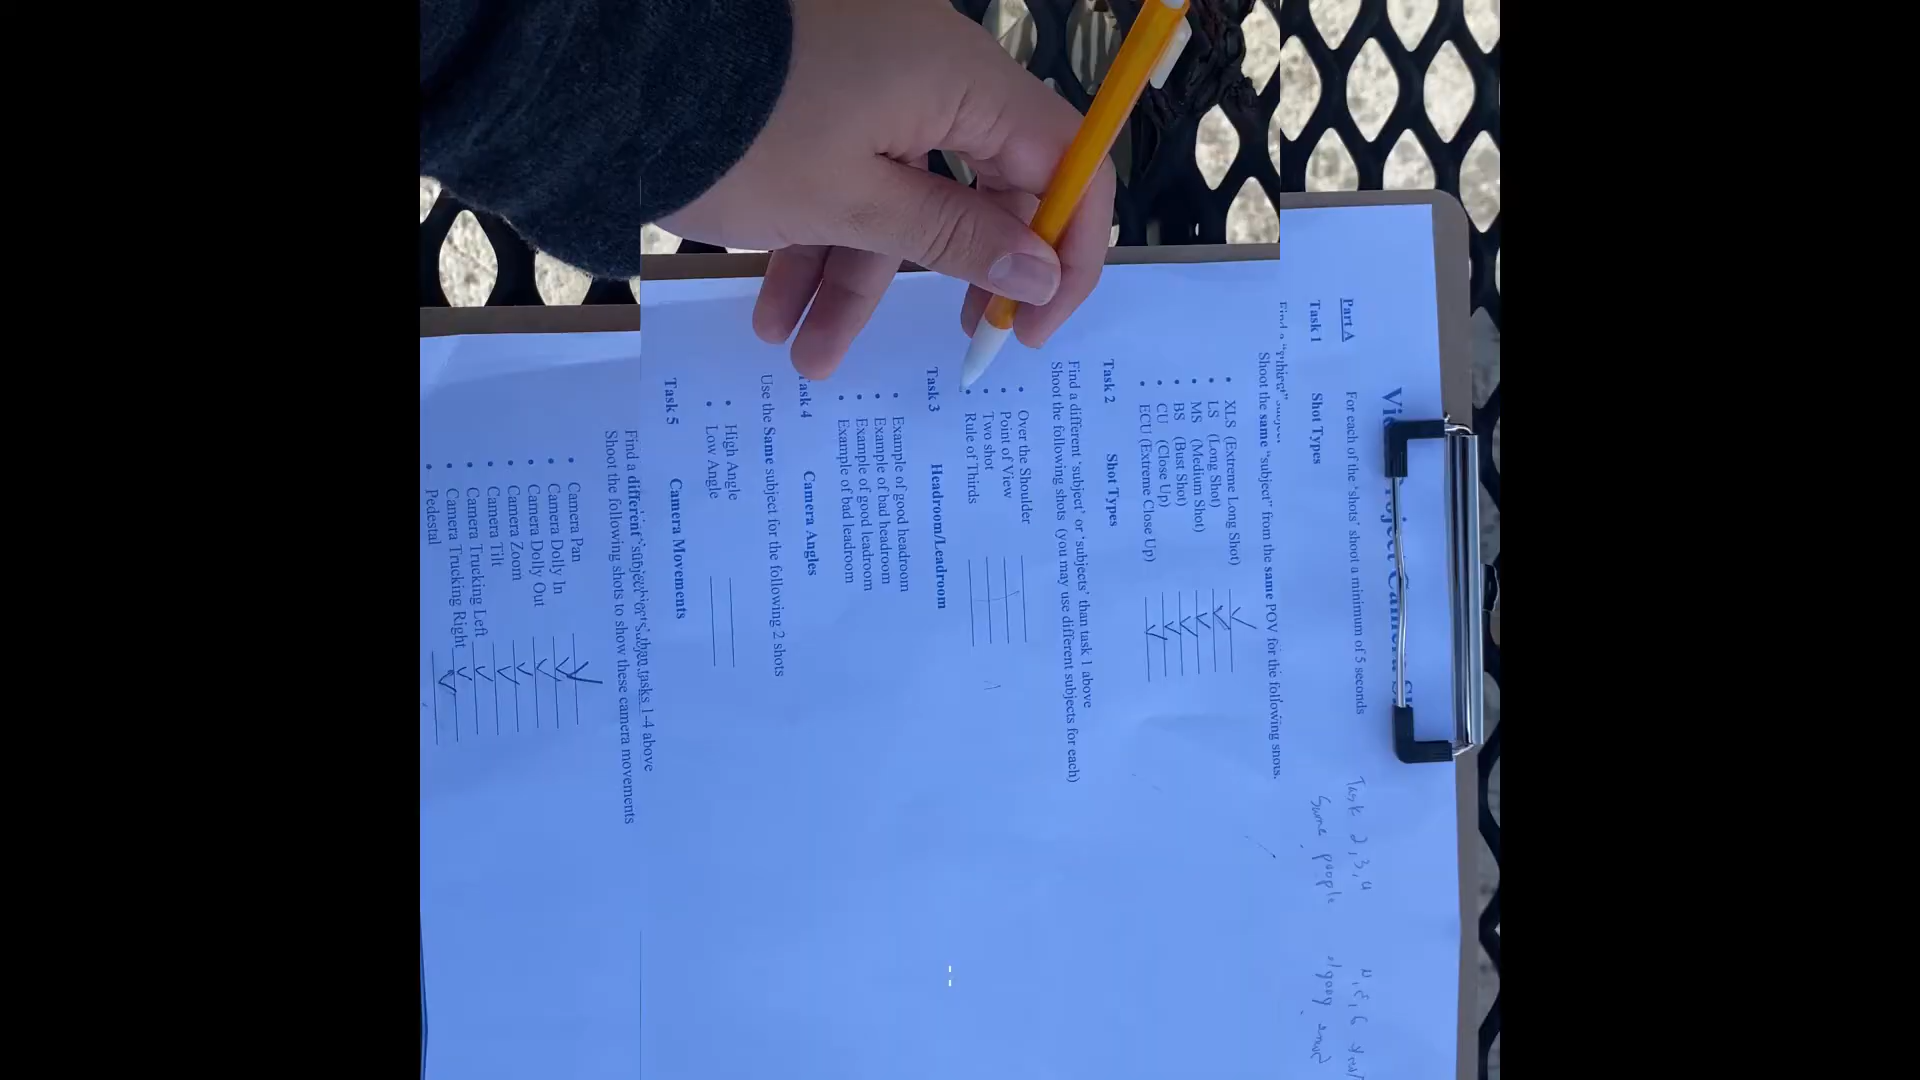 Part A
For each of the 'shots' shoot a minimum of 5 seconds
Task 1 Shot Types
Shoot the same "subject" from the same POV for the following shots.
XLS (Extreme Long Shot)
LS (Long Shot)
MS (Medium Shot)
BS (Bust Shot)
CU (Close Up)
ECU (Extreme Close Up)
Task 2 Shot Types
Find a different 'subject' or 'subjects' than task 1 above
Shoot the following shots (you may use different subjects for each)
Over the Shoulder
Point of View
Two shot
Rule of Thirds
Task 3 Headroom/Leadroom
Example of good headroom
Example of bad headroom
Example of good leadroom
Example of bad leadroom
Task 4 Camera Angles
Use the Same subject for the following 2 shots
High Angle
Low Angle
Task 5 Camera Movements
Find a different than tasks 1-4 above
Shoot the following shots to show these camera movements
Camera Pan
Camera Dolly In
Camera Dolly Out
Camera Zoom
Camera Tilt
Camera Trucking Left
Camera Trucking Right
Pedestal
Task 2,3,4
Same people